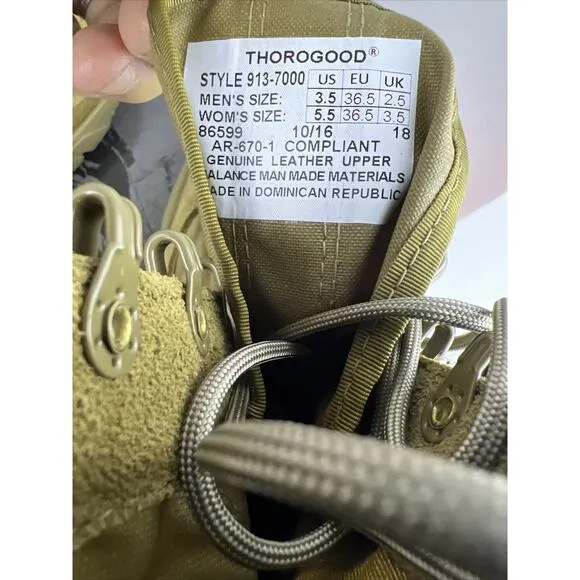 THOROGOOD®
STYLE 913-7000 US EU UK
MEN'S SIZE: 3.5 36.5 2.5
WOM'S SIZE: 5.5 36.5 3.5
86599 10/16 18
AR-670-1 COMPLIANT
GENUINE LEATHER UPPER
ALANCE MAN MADE MATERIALS
ADE IN DOMINICAN REPUBLIC